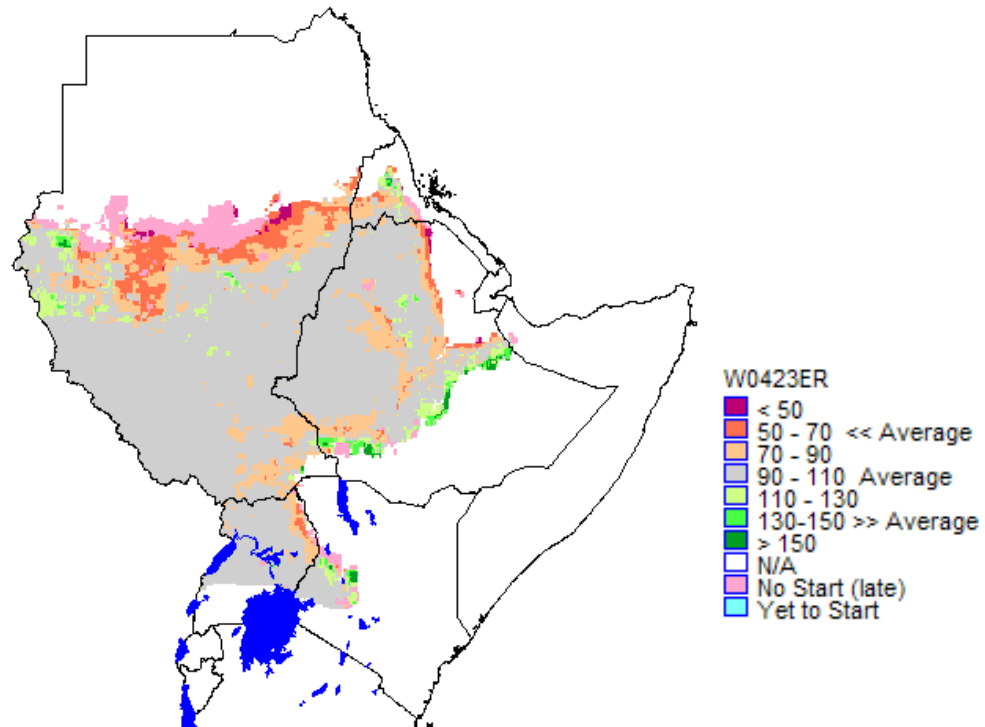 W0423ER
< 50
50 - 70 << Average
70 - 90
90 - 110 Average
110 - 130
130-150 >> Average
> 150
N/A
No Start (late)
Yet to Start